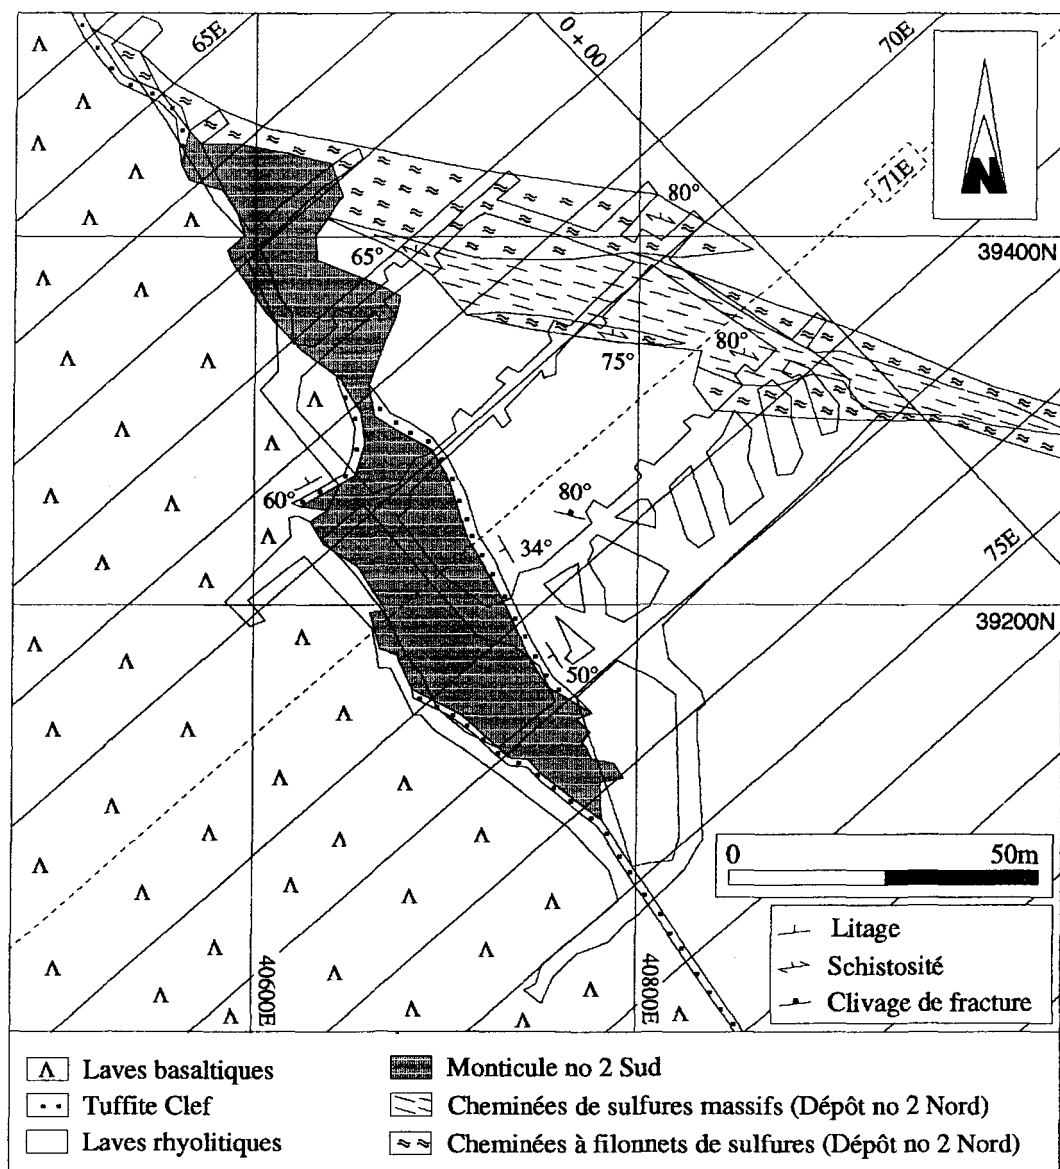 65E
0 + 00
70E
N
71E
80°
39400N
65°
75°
80°
60°
80°
34°
75E
39200N
50°
0 50m
Litage
Schistosité
Clivage de fracture
40600E
40800E
Laves basaltiques
Tuffite Clef
Laves rhyolitiques
Monticule no 2 Sud
Cheminées de sulfures massifs (Dépôt no 2 Nord)
Cheminées à filonnets de sulfures (Dépôt no 2 Nord)